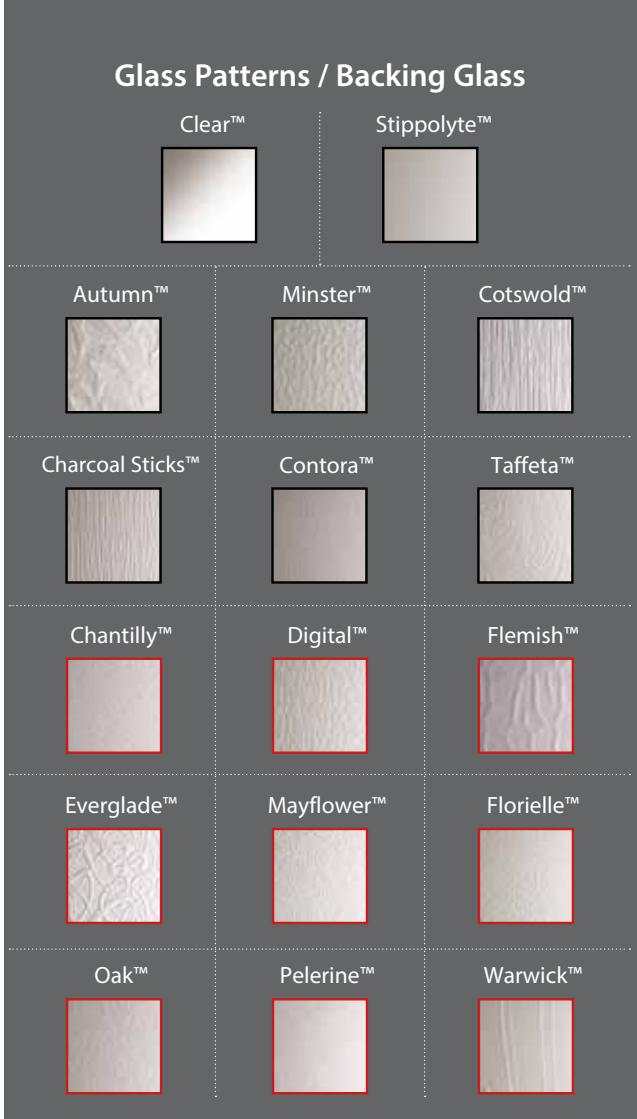 Glass Patterns / Backing Glass
Clear™ Stippolyte™
Autumn™ Minster™ Cotswold™
Charcoal Sticks™ Contora™ Taffeta™
Chantilly™ Digital™ Flemish™
Everglade™ Mayflower™ Florielle™
Oak™ Pelerine™ Warwick™